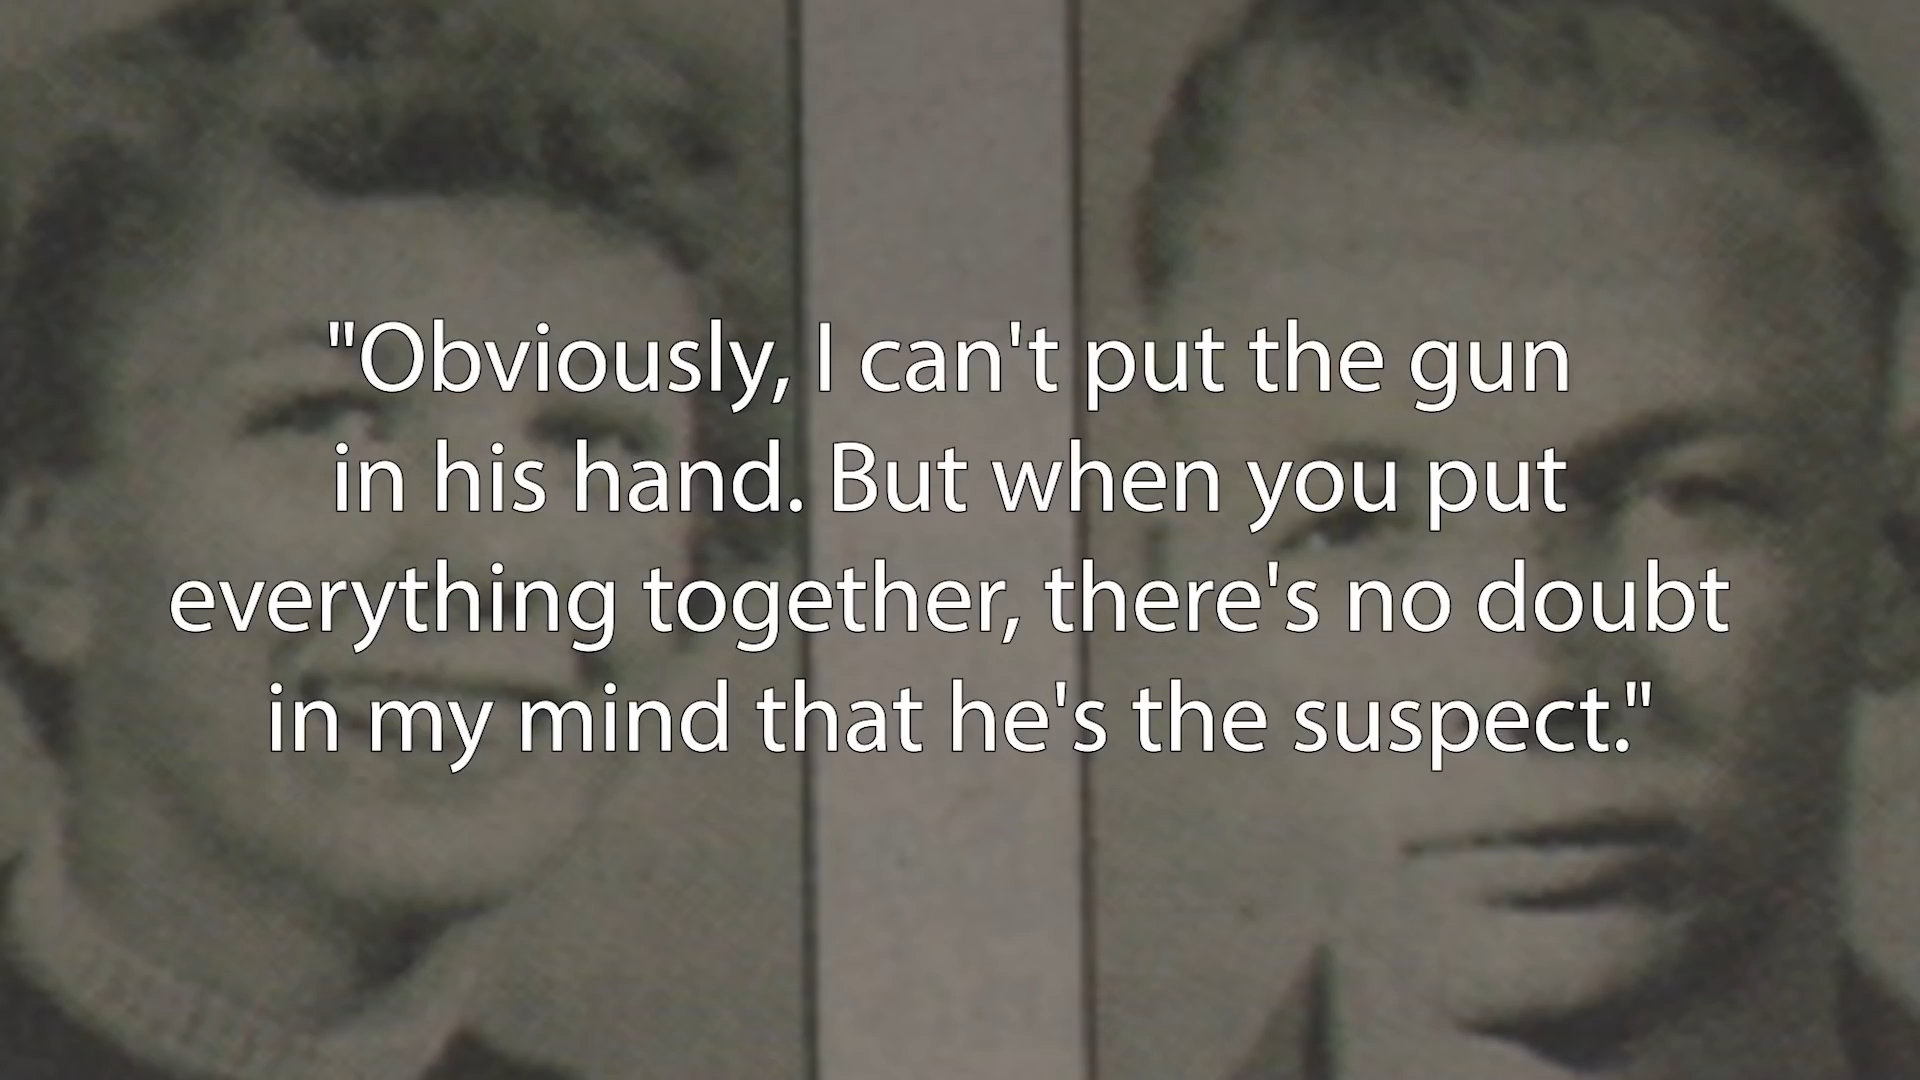 "Obviously, I can't put the gun
in his hand. But when you put
everything together, there's no doubt
in my mind that he's the suspect."